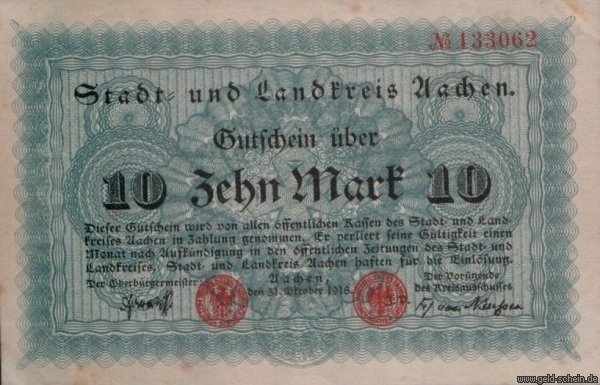 № 133062
Stadt- und Landkreis Aachen.
Gutschein über
10 Zehn Mark 10
Dieser Gutschein wird von allen öffentlichen Kassen des Stadt- und Land-
kreises Aachen in Zahlung genommen. Er verliert seine Gültigkeit einen
Monat nach Aufkündigung in den öffentlichen Zeitungen des Stadt- und
Landkreises. Stadt- und Landkreis Aachen haften für die Einlösung.
Aachen,
Der Oberbürgermeister den 31. Oktober 1918. Der Vorsitzende
des Kreisausschusses
www.geld-schein.de